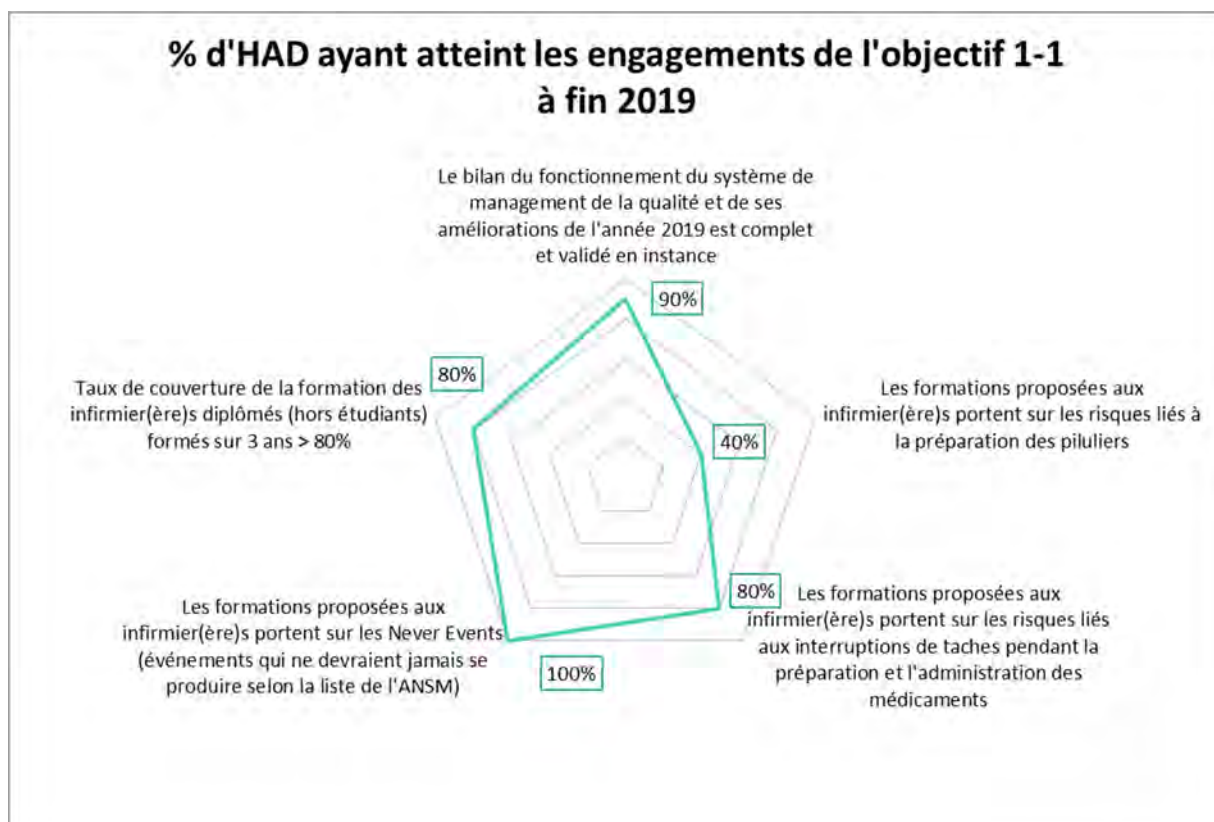 % d'HAD ayant atteint les engagements de l'objectif 1-1
à fin 2019
Le bilan du fonctionnement du système de
management de la qualité et de ses
améliorations de l'année 2019 est complet
et validé en instance
90%
80%
Taux de couverture de la formation des
infirmier(ère)s diplômés (hors étudiants)
formés sur 3 ans > 80%
Les formations proposées aux
infirmier(ère)s portent sur les risques liés à
la préparation des piluliers
40%
Les formations proposées aux
infirmier(ère)s portent sur les Never Events
(événements qui ne devraient jamais se
produire selon la liste de l'ANSM)
100%
80%
Les formations proposées aux
infirmier(ère)s portent sur les risques liés
aux interruptions de taches pendant la
préparation et l'administration des
médicaments